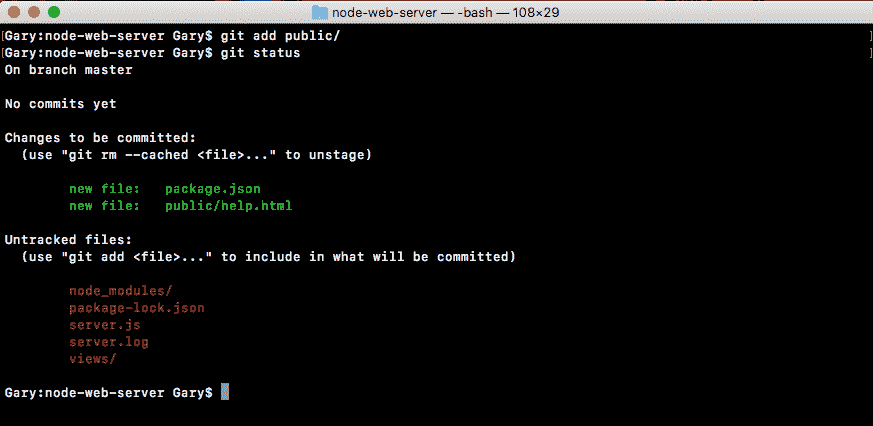 node-web-server — -bash — 108×29
[Gary:node-web-server Gary$ git add public/ ]
[Gary:node-web-server Gary$ git status ]
On branch master
No commits yet
Changes to be committed:
(use "git rm --cached <file>..." to unstage)
new file: package.json
new file: public/help.html
Untracked files:
(use "git add <file>..." to include in what will be committed)
node_modules/
package-lock.json
server.js
server.log
views/
Gary:node-web-server Gary$